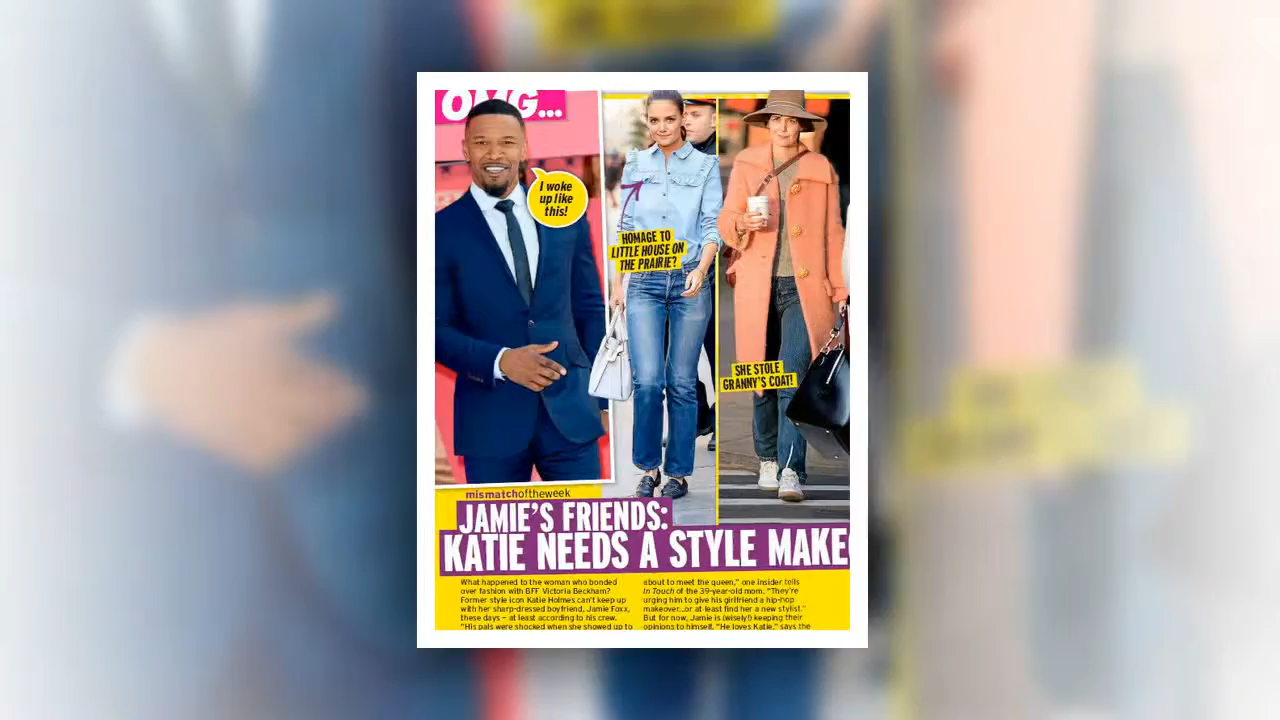 OMG...
I woke
up like
this!
HOMAGE TO
LITTLE HOUSE ON
THE PRAIRIE?
SHE STOLE
GRANNY'S COAT!
mismatchoftheweek
JAMIE'S FRIENDS:
KATIE NEEDS A STYLE MAKE
What happened to the woman who bonded
over fashion with BFF Victoria Beckham?
Former style icon Katie Holmes can't keep up
with her sharp-dressed boyfriend, Jamie Foxx,
these days — at least according to his crew.
"His pals were shocked when she showed up to
about to meet the queen," one insider tells
In Touch of the 39-year-old mom. "They're
urging him to give his girlfriend a hip-hop
makeover...or at least find her a new stylist."
But for now, Jamie is (wisely!) keeping their
opinions to himself. "He loves Katie," says the